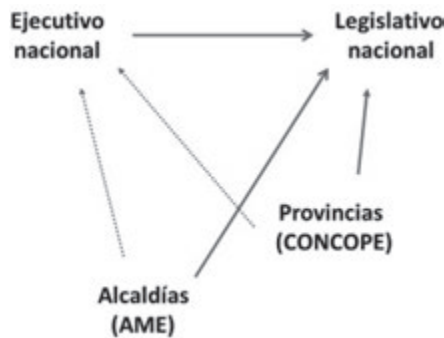 Ejecutivo
nacional
Legislativo
nacional
Provincias
(CONCOPE)
Alcaldías
(AME)